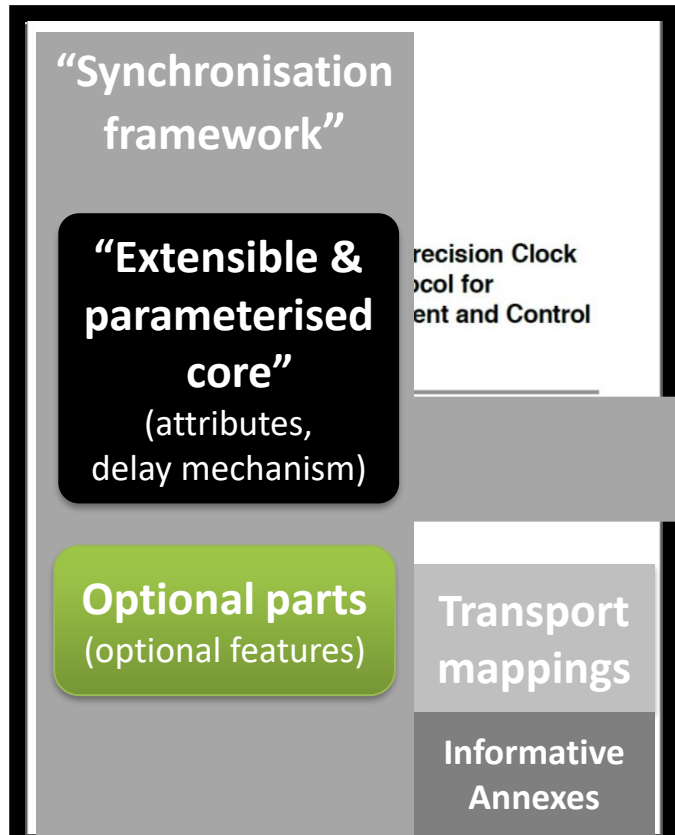 “Synchronisation
framework”
“Extensible &
parameterised
core”
(attributes,
delay mechanism)
recision Clock
ocol for
ent and Control
Optional parts
(optional features)
Transport
mappings
Informative
Annexes